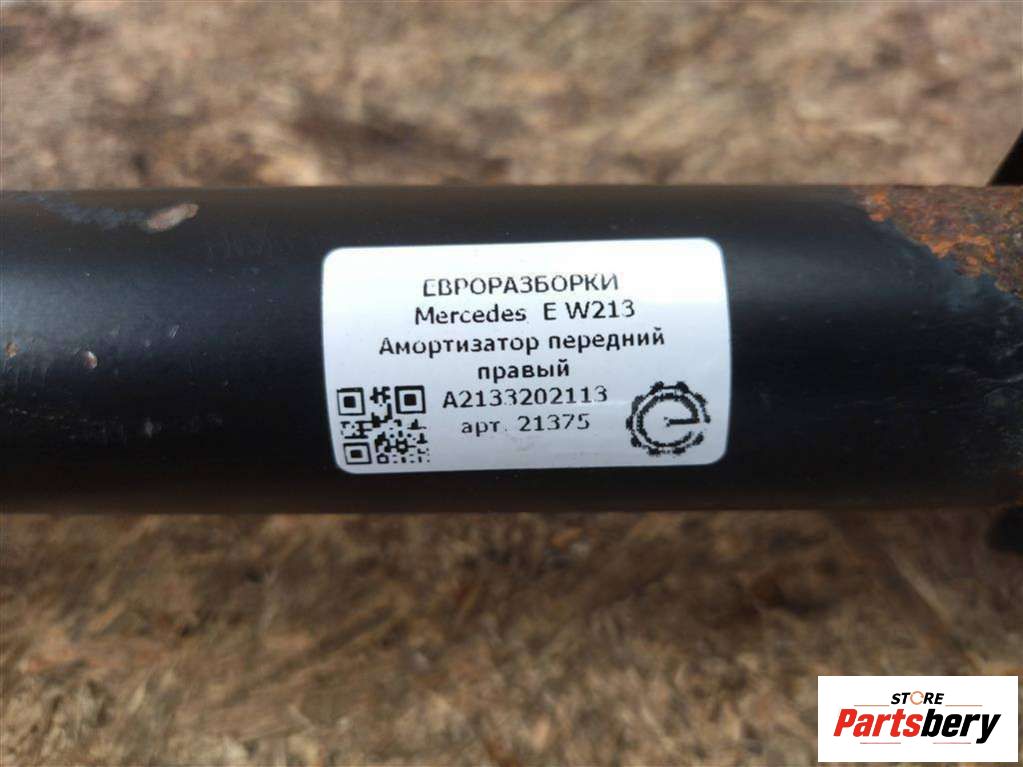 ЕВРОРАЗБОРКИ
Mercedes E W213
Амортизатор передний
правый
A2133202113
арт. 21375
STORE
Partsbery